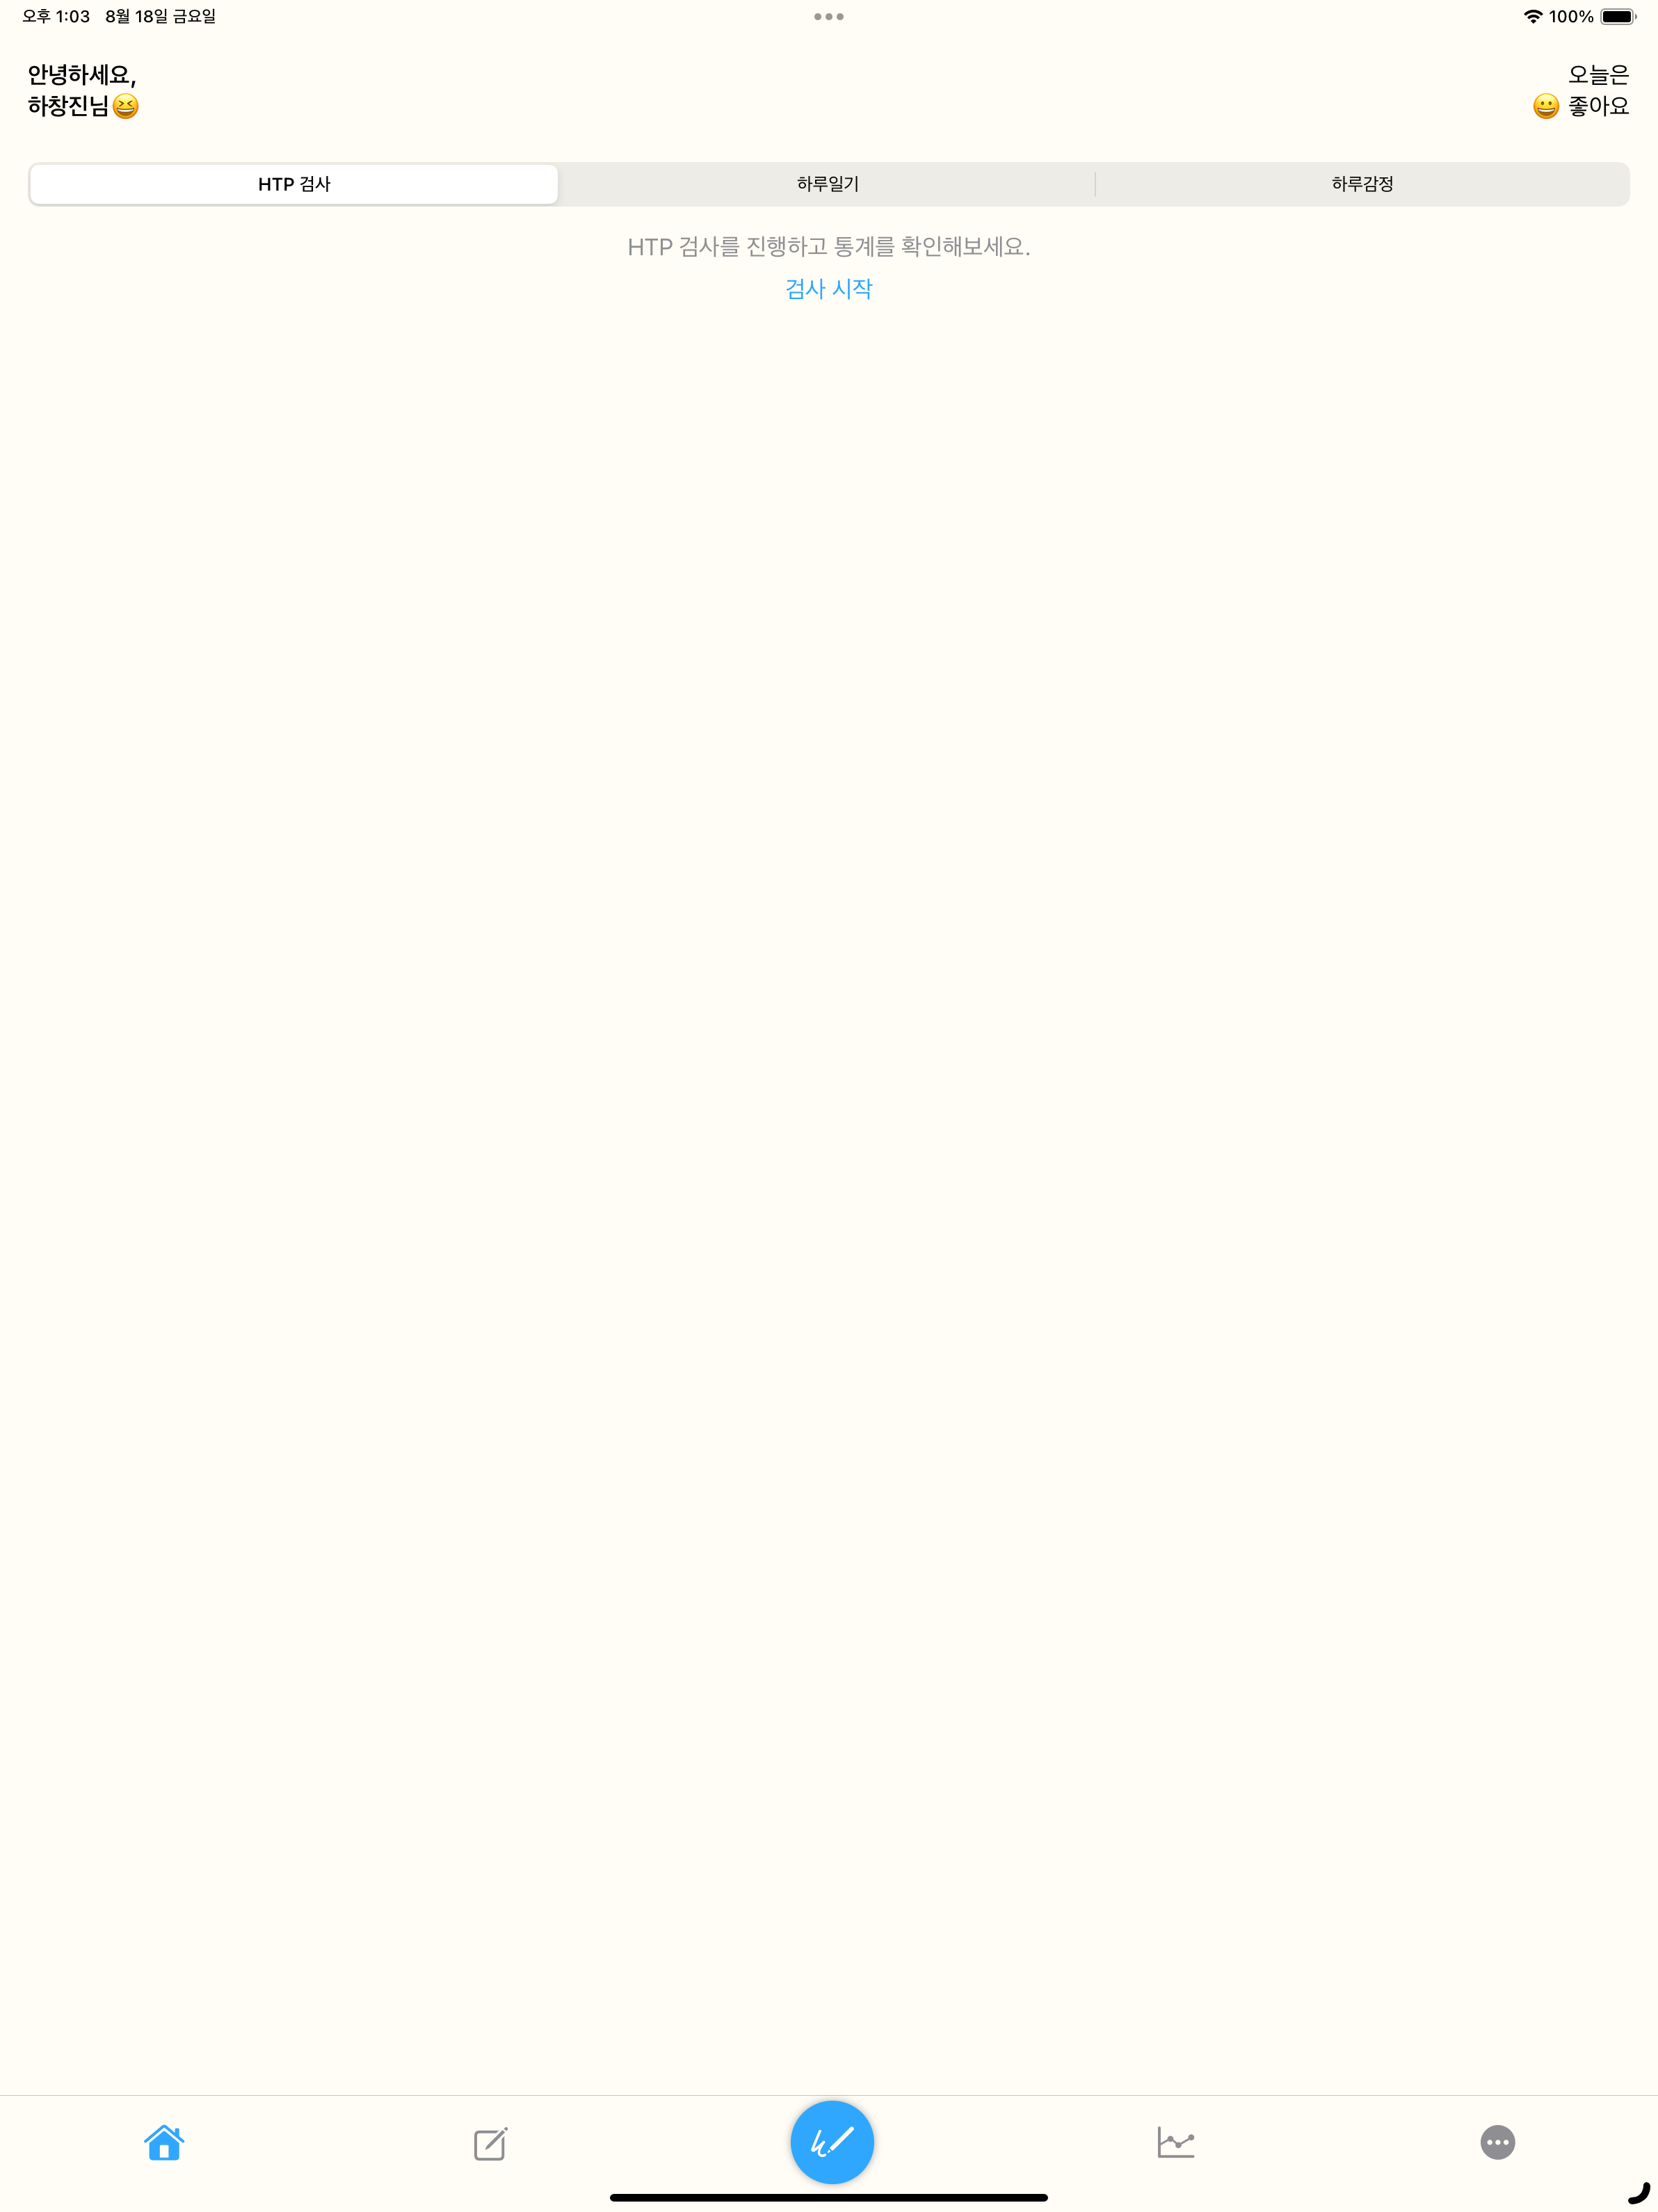 오후 1:03 8월 18일 금요일
100%
안녕하세요,
하창진님😆
오늘은
😀 좋아요
HTP 검사
하루일기
하루감정
HTP 검사를 진행하고 통계를 확인해보세요.
검사 시작